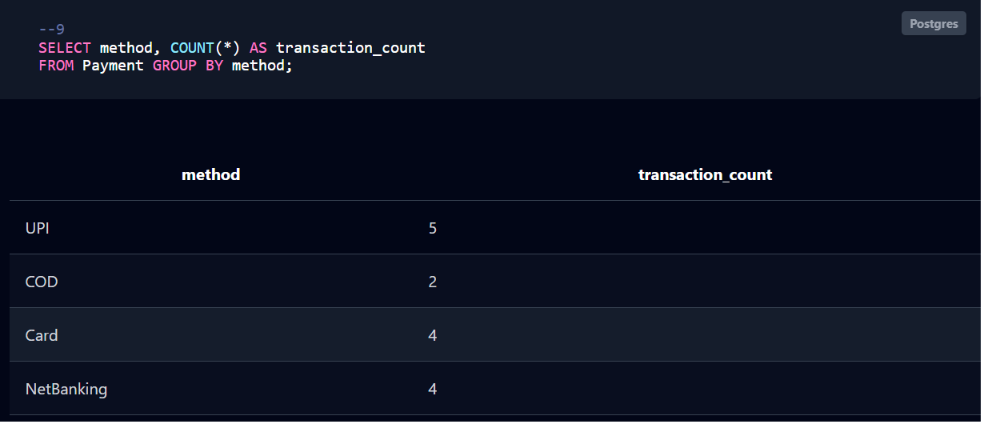 Postgres
--9
SELECT method, COUNT(*) AS transaction_count
FROM Payment GROUP BY method;
method transaction_count
UPI 5
COD 2
Card 4
NetBanking 4